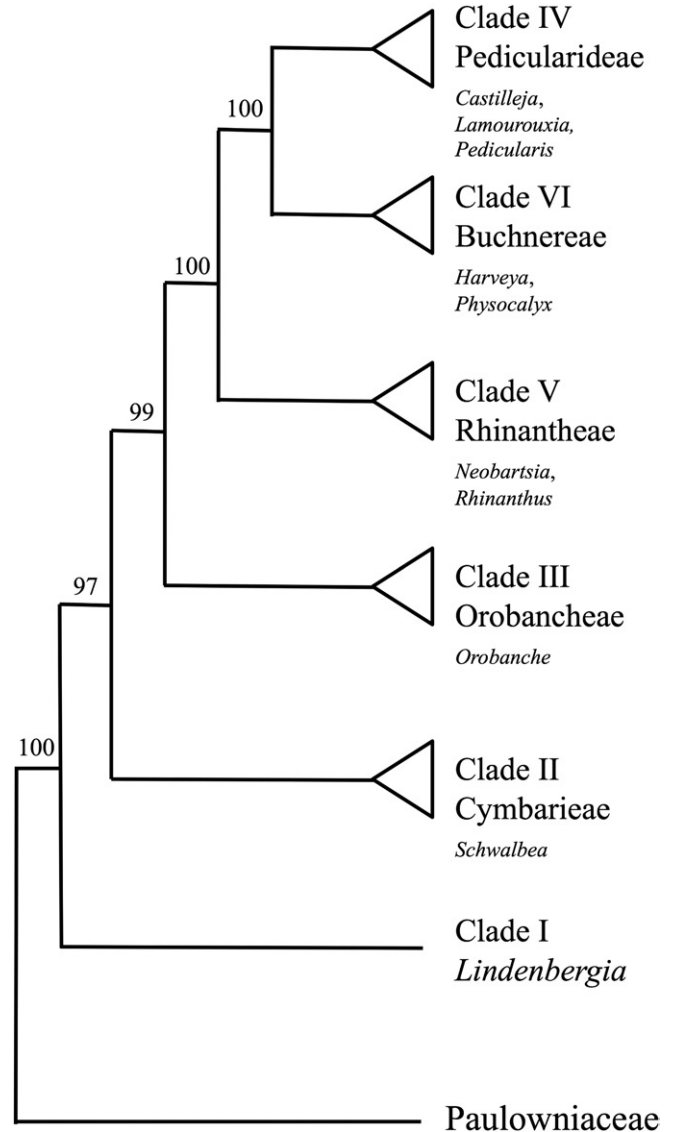 Clade IV
Pedicularideae
Castilleja,
Lamourouxia,
Pedicularis
100
Clade VI
Buchnereae
Harveya,
Physocalyx
100
Clade V
Rhinantheae
Neobartsia,
Rhinanthus
99
Clade III
Orobancheae
Orobanche
97
Clade II
Cymbarieae
Schwalbea
100
Clade I
Lindenbergia
Paulowniaceae